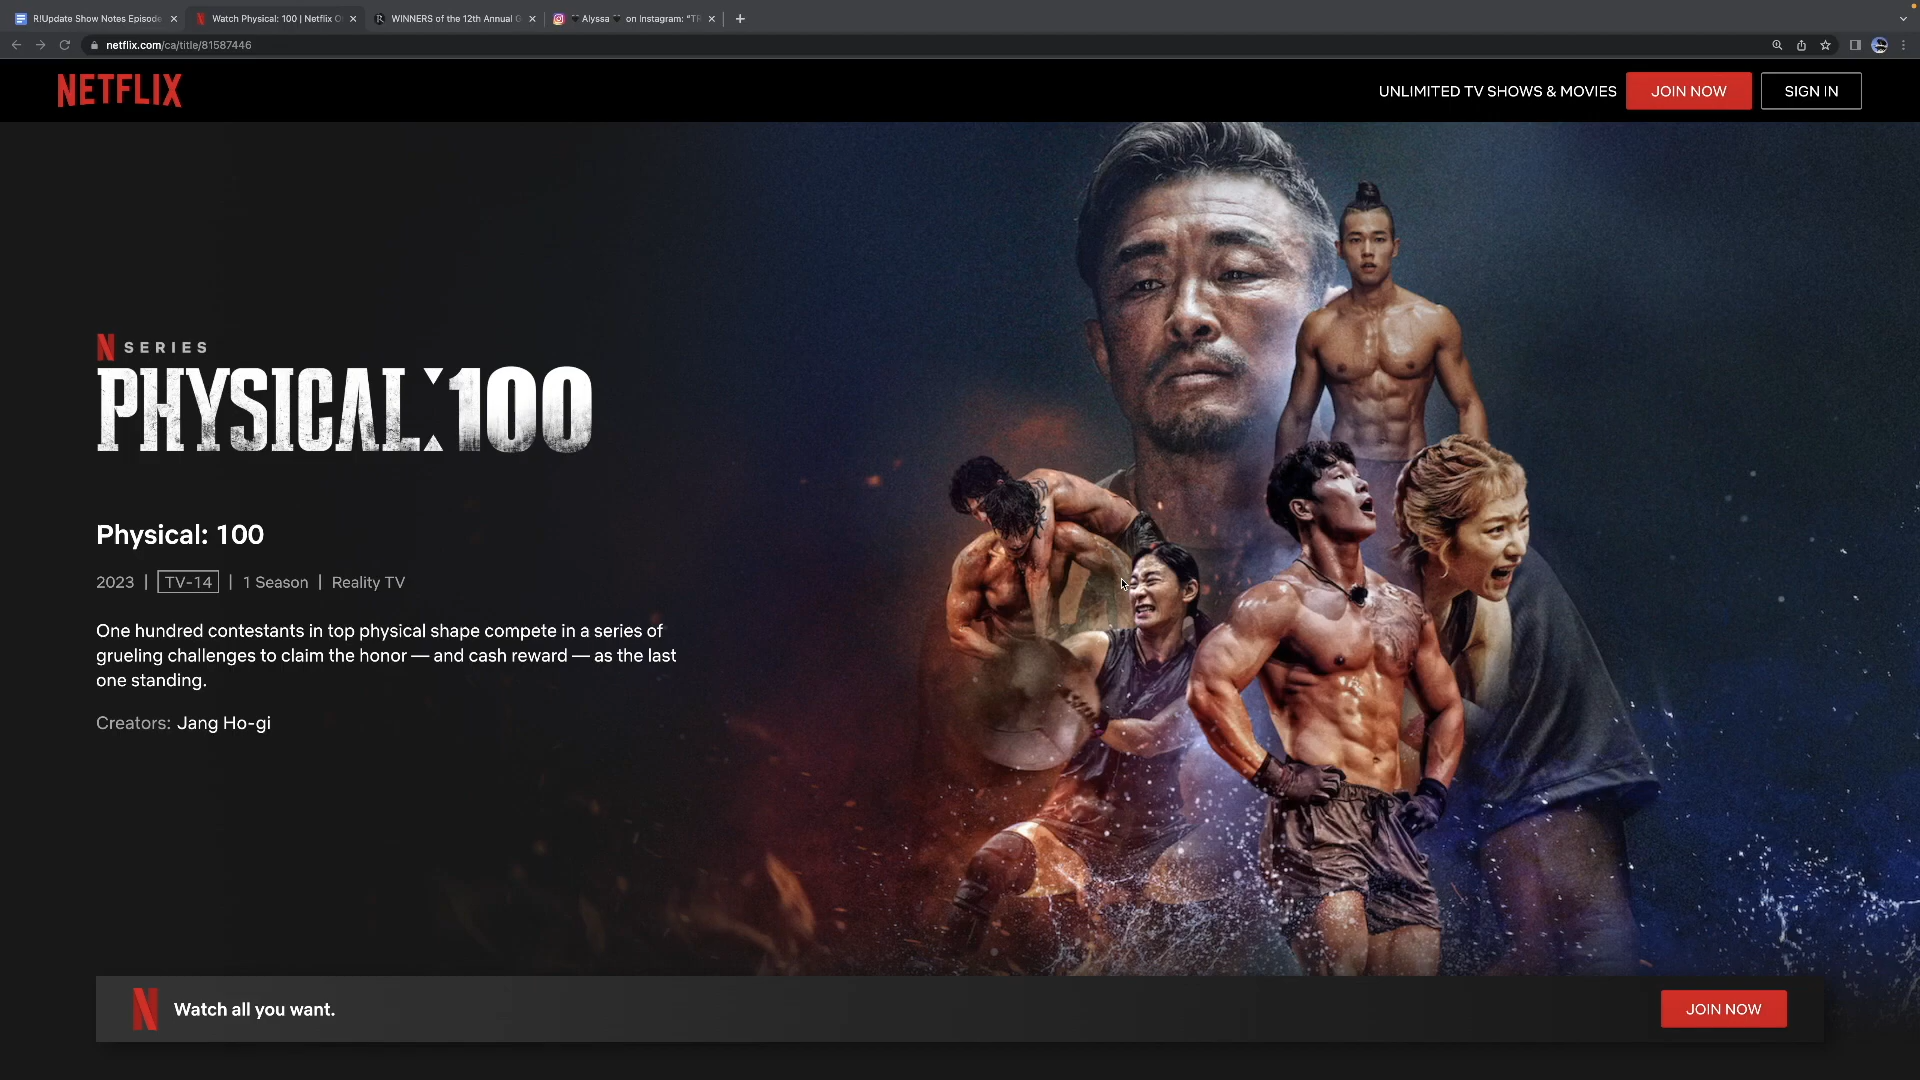 R!Update Show Notes Episode
Watch Physical: 100 | Netflix O
WINNERS of the 12th Annual G
🖤 Alyssa 🖤 on Instagram: "TR
netflix.com/ca/title/81587446
NETFLIX
UNLIMITED TV SHOWS & MOVIES
JOIN NOW
SIGN IN
N SERIES
PHYSICAL:100
Physical: 100
2023 | TV-14 | 1 Season | Reality TV
One hundred contestants in top physical shape compete in a series of
grueling challenges to claim the honor — and cash reward — as the last
one standing.
Creators: Jang Ho-gi
N Watch all you want.
JOIN NOW